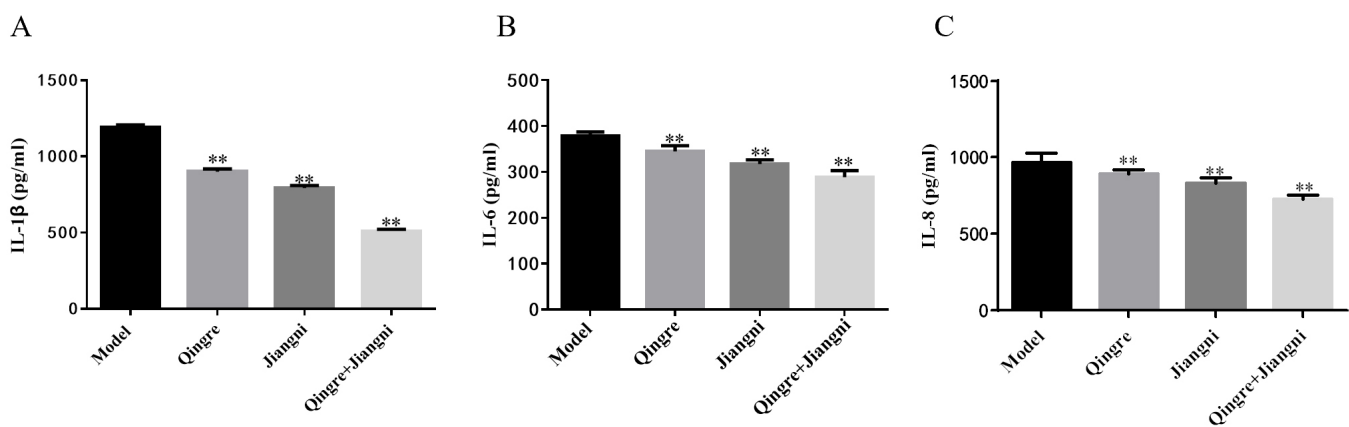 A
IL-1β (pg/ml)
1500
1000
500
0
**
**
**
Model
Qingre
Jiangni
Qingre+Jiangni
B
IL-6 (pg/ml)
500
400
300
200
100
0
**
**
**
Model
Qingre
Jiangni
Qingre+Jiangni
C
IL-8 (pg/ml)
1500
1000
500
0
**
**
**
Model
Qingre
Jiangni
Qingre+Jiangni